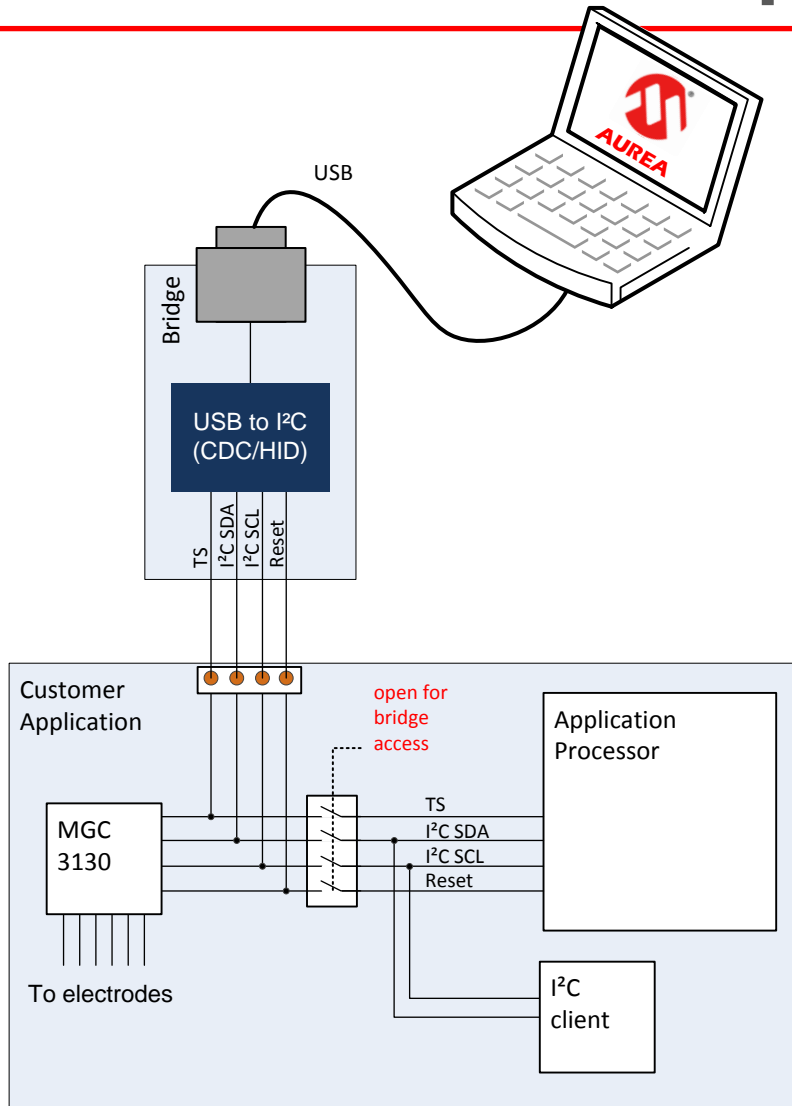 AUREA
USB
Bridge
USB to I²C
(CDC/HID)
TS
I²C SDA
I²C SCL
Reset
Customer
Application
open for
bridge
access
Application
Processor
MGC
3130
TS
I²C SDA
I²C SCL
Reset
To electrodes
I²C
client